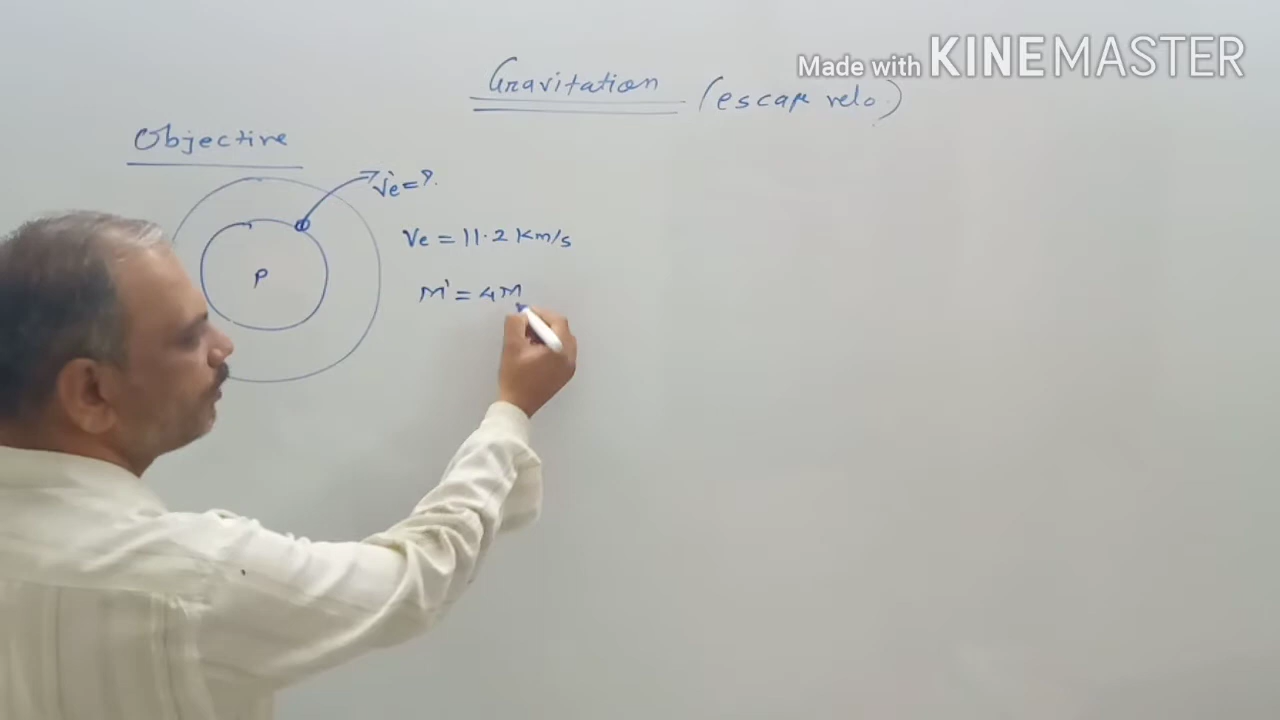 Made with KINEMASTER
Gravitation (escape velo.)
Objective
Ve' = ?
Ve = 11.2 Km/s
P
M' = 4M